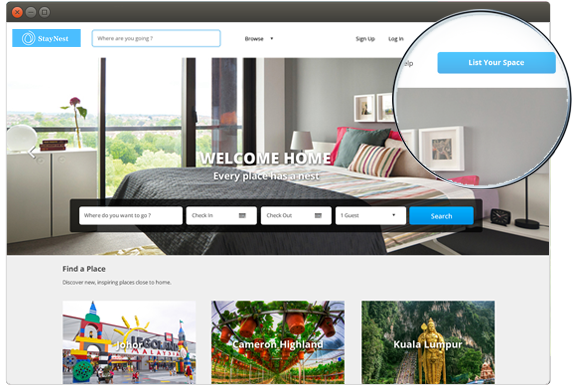 StayNest
Where are you going ?
Browse
Sign Up
Log In
elp
List Your Space
WELCOME HOME
Every place has a nest
Where do you want to go ?
Check In
Check Out
1 Guest
Search
Find a Place
Discover new, inspiring places close to home.
Johor
MALAYSIA
Cameron Highland
Kuala Lumpur